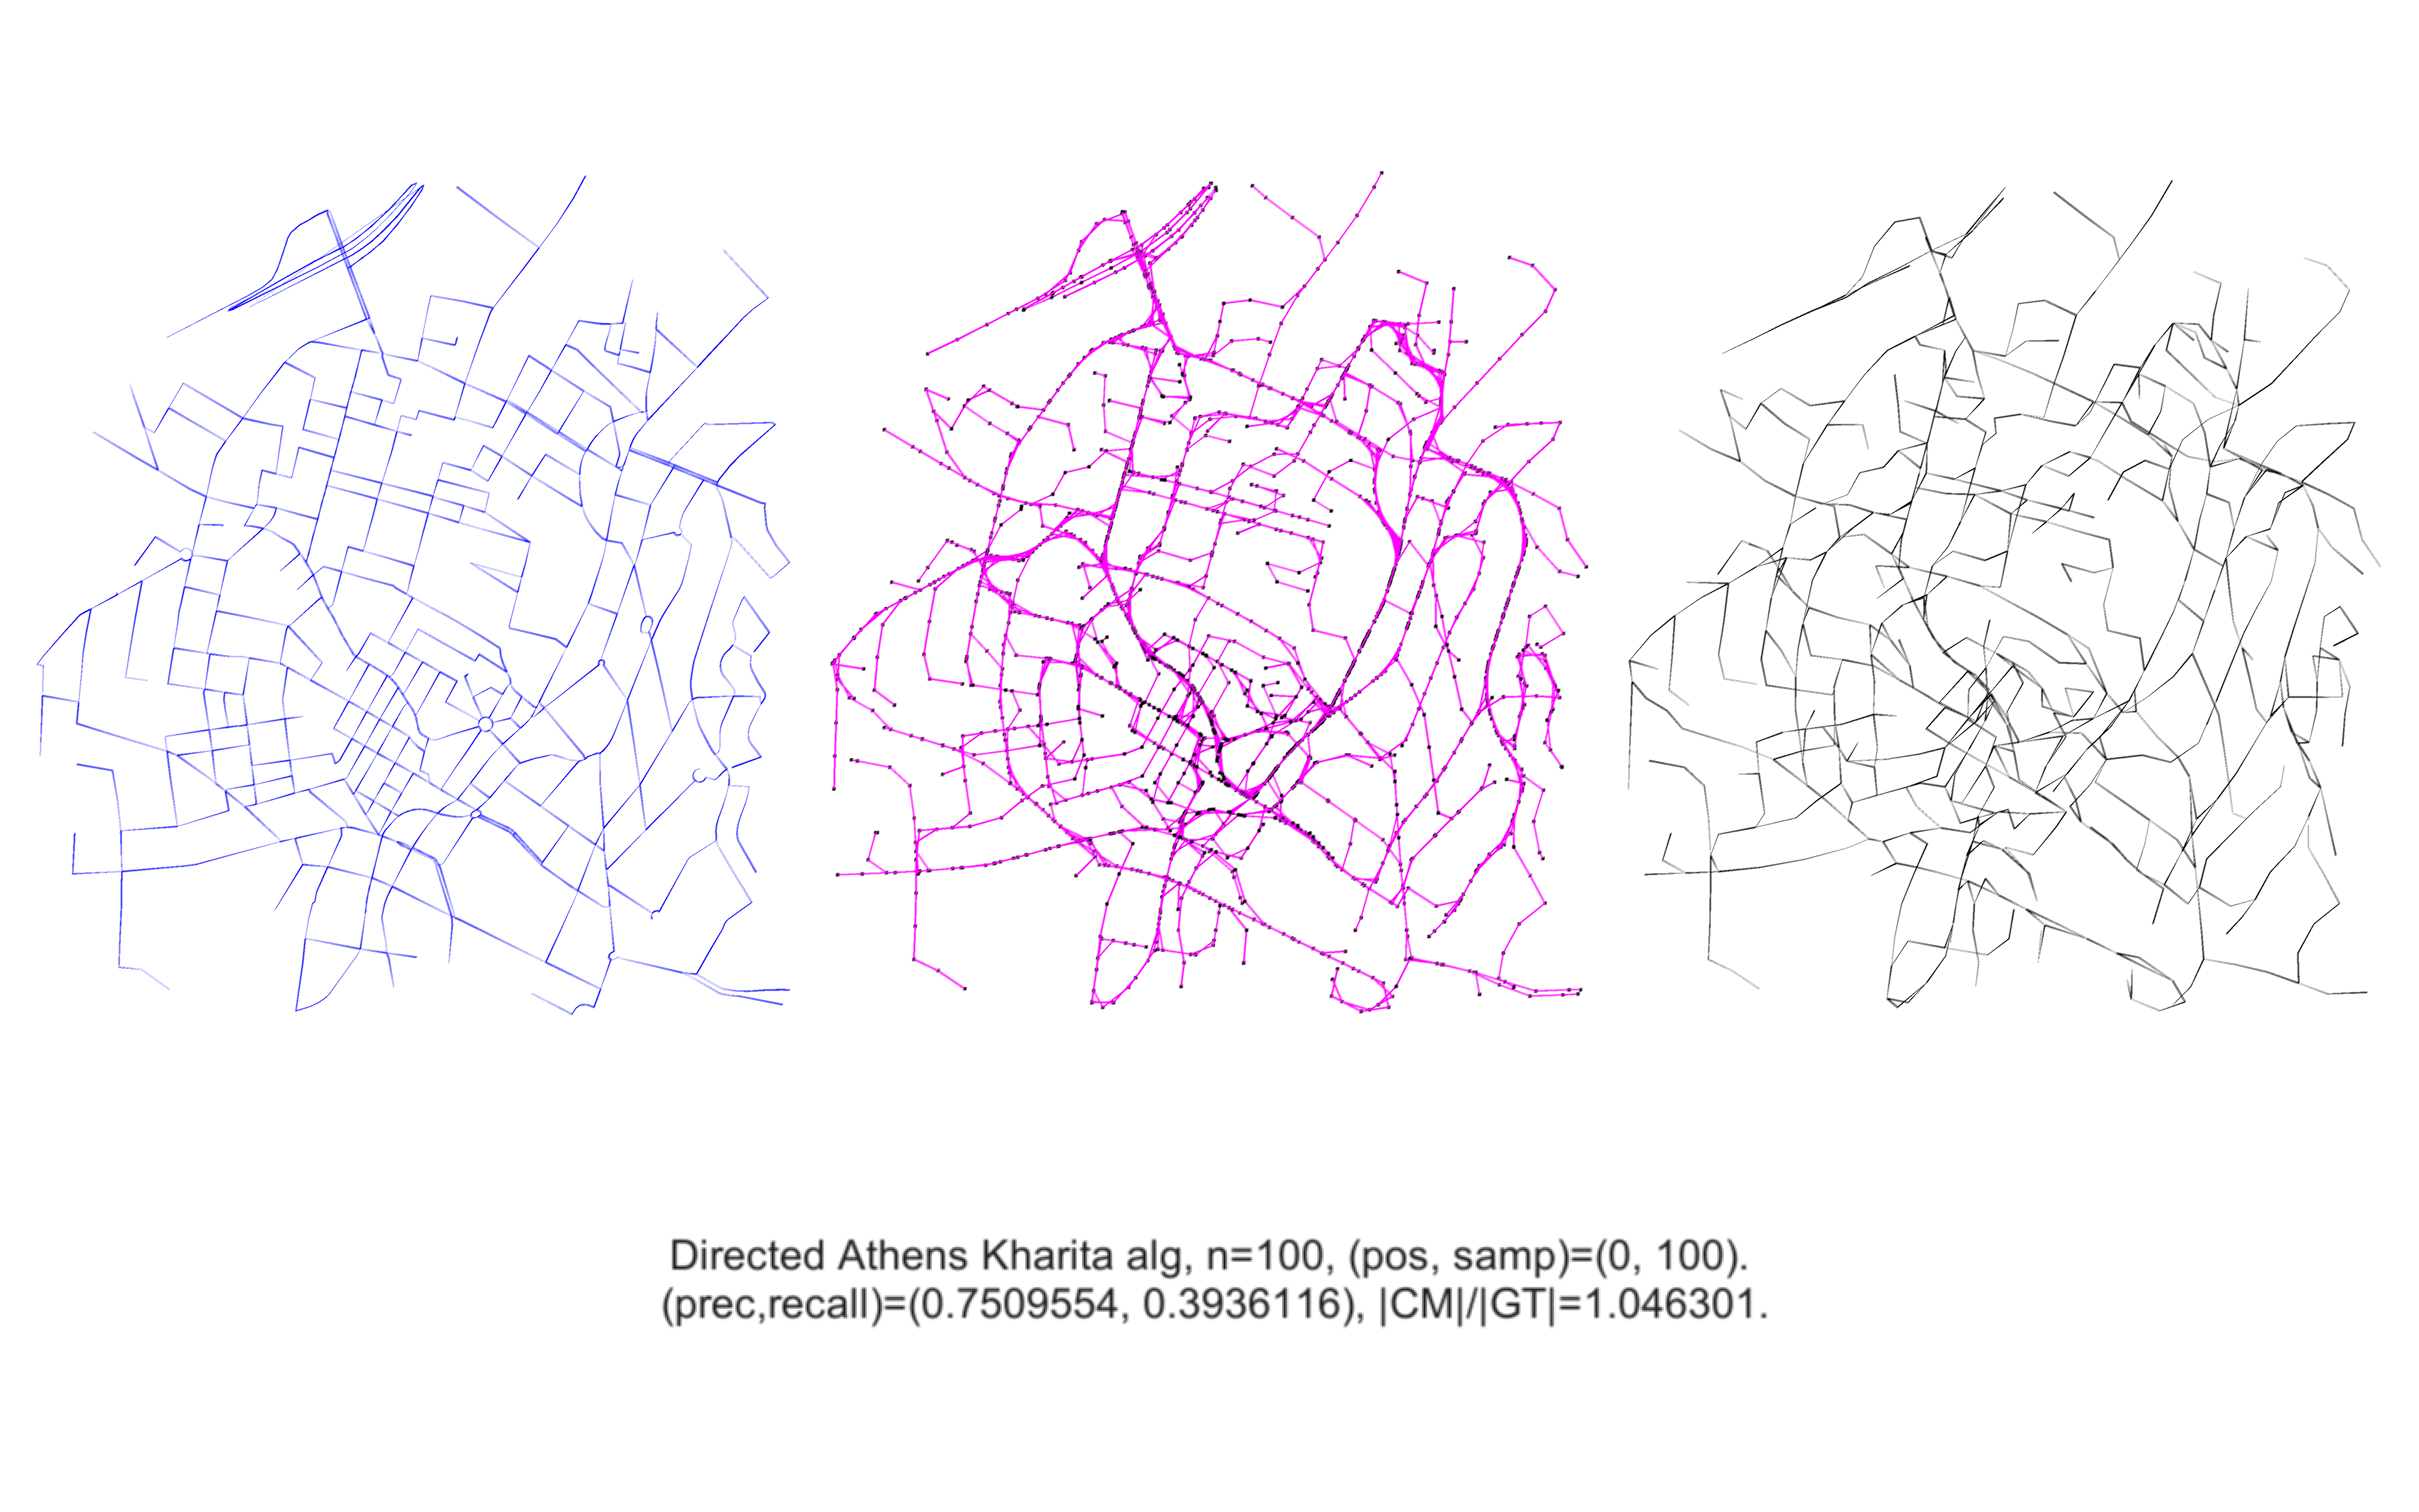 Directed Athens Kharita alg, n=100, (pos, samp)=(0, 100).
(prec,recall)=(0.7509554, 0.3936116), |CM|/|GT|=1.046301.